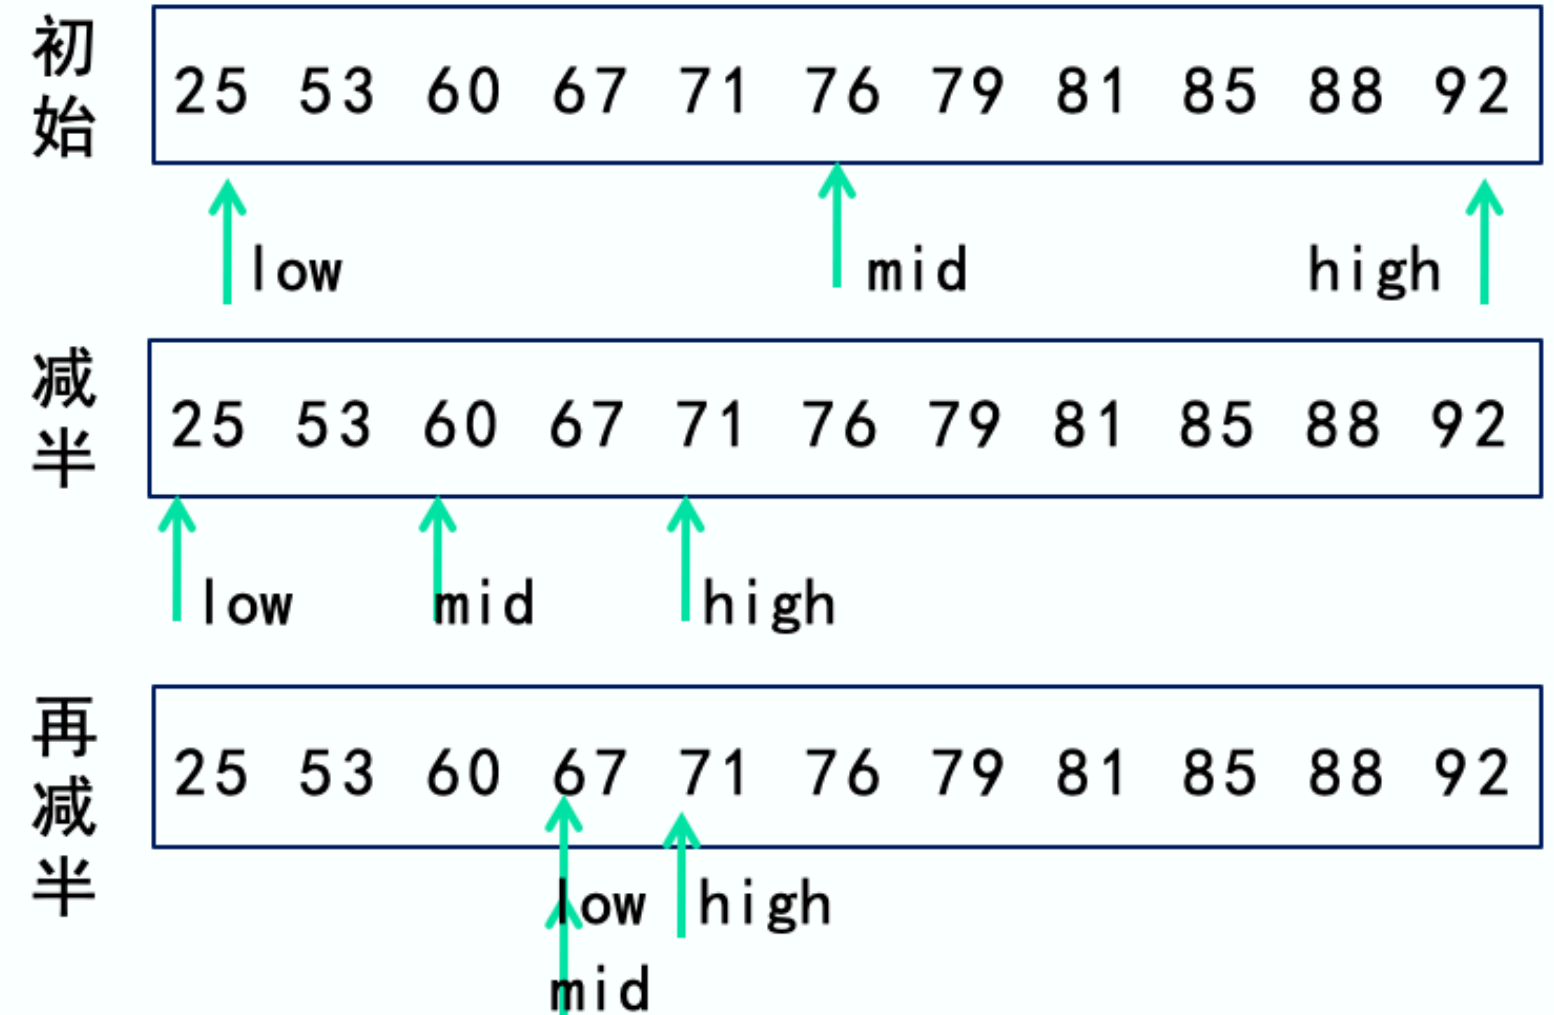 初始
25 53 60 67 71 76 79 81 85 88 92
low mid high
减半
25 53 60 67 71 76 79 81 85 88 92
low mid high
再减半
25 53 60 67 71 76 79 81 85 88 92
low high
mid